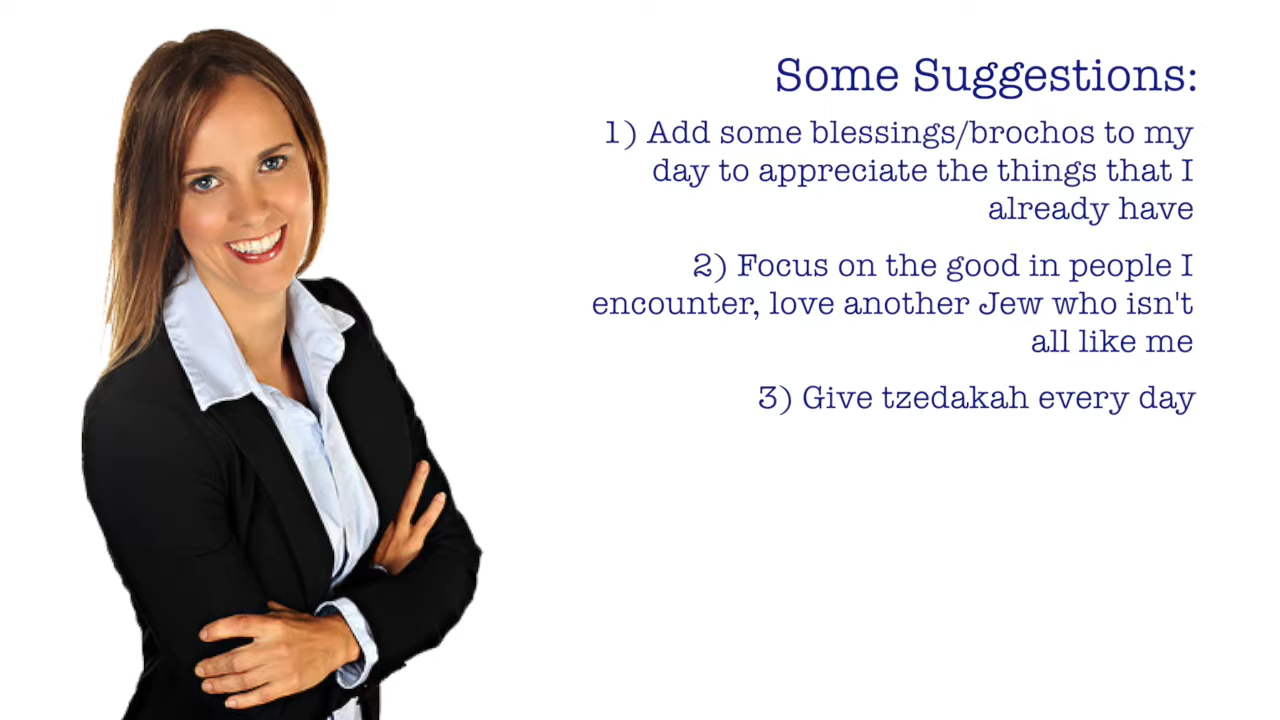 Some Suggestions:
1) Add some blessings/brochos to my
day to appreciate the things that I
already have
2) Focus on the good in people I
encounter, love another Jew who isn't
all like me
3) Give tzedakah every day